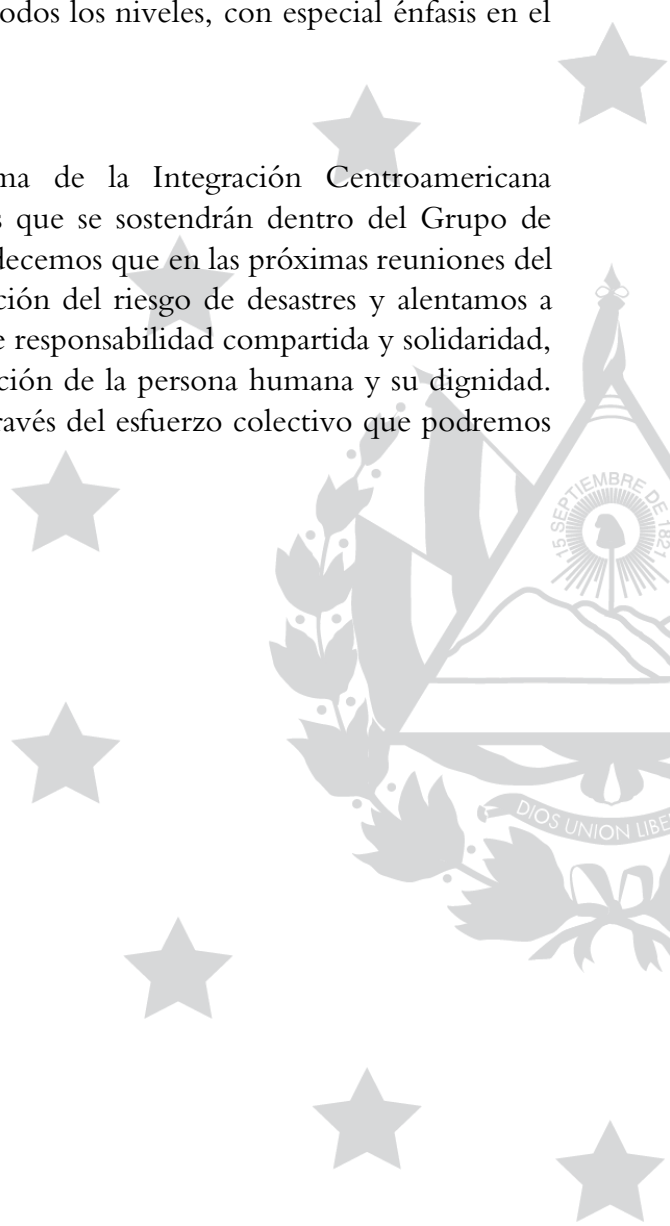 odos los niveles, con especial énfasis en el
ma de la Integración Centroamericana
s que se sostendrán dentro del Grupo de
decemos que en las próximas reuniones del
ción del riesgo de desastres y alentamos a
e responsabilidad compartida y solidaridad,
ción de la persona humana y su dignidad.
ravés del esfuerzo colectivo que podremos
15 SEPTIEMBRE DE 1821
DIOS UNION LIBE